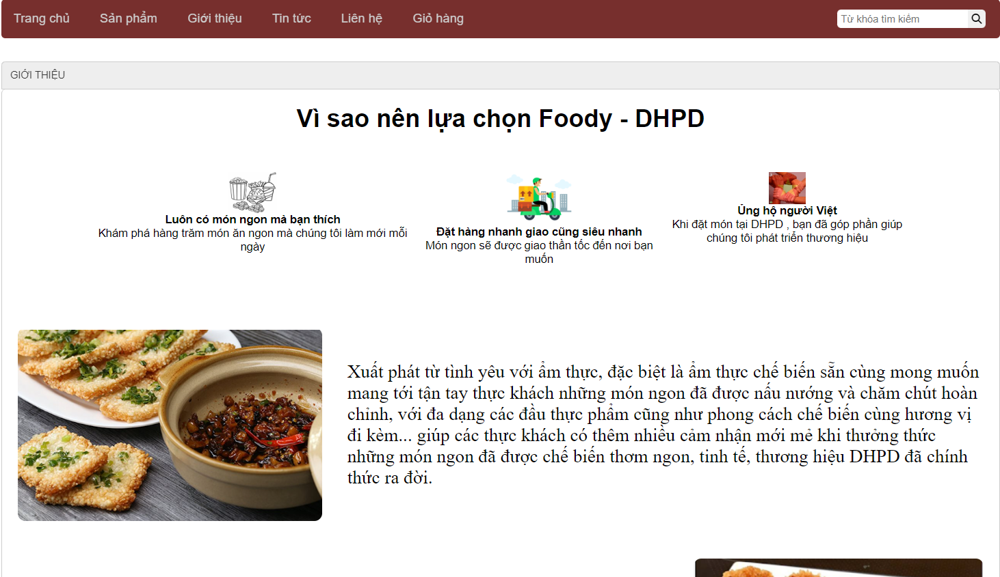 Trang chủ Sản phẩm Giới thiệu Tin tức Liên hệ Giỏ hàng Từ khóa tìm kiếm
GIỚI THIỆU
Vì sao nên lựa chọn Foody - DHPD
Luôn có món ngon mà bạn thích
Khám phá hàng trăm món ăn ngon mà chúng tôi làm mới mỗi
ngày
Đặt hàng nhanh giao cũng siêu nhanh
Món ngon sẽ được giao thần tốc đến nơi bạn
muốn
Ủng hộ người Việt
Khi đặt món tại DHPD , bạn đã góp phần giúp
chúng tôi phát triển thương hiệu
Xuất phát từ tình yêu với ẩm thực, đặc biệt là ẩm thực chế biến sẵn cùng mong muốn
mang tới tận tay thực khách những món ngon đã được nấu nướng và chăm chút hoàn
chỉnh, với đa dạng các đầu thực phẩm cũng như phong cách chế biến cùng hương vị
đi kèm... giúp các thực khách có thêm nhiều cảm nhận mới mẻ khi thưởng thức
những món ngon đã được chế biến thơm ngon, tinh tế, thương hiệu DHPD đã chính
thức ra đời.